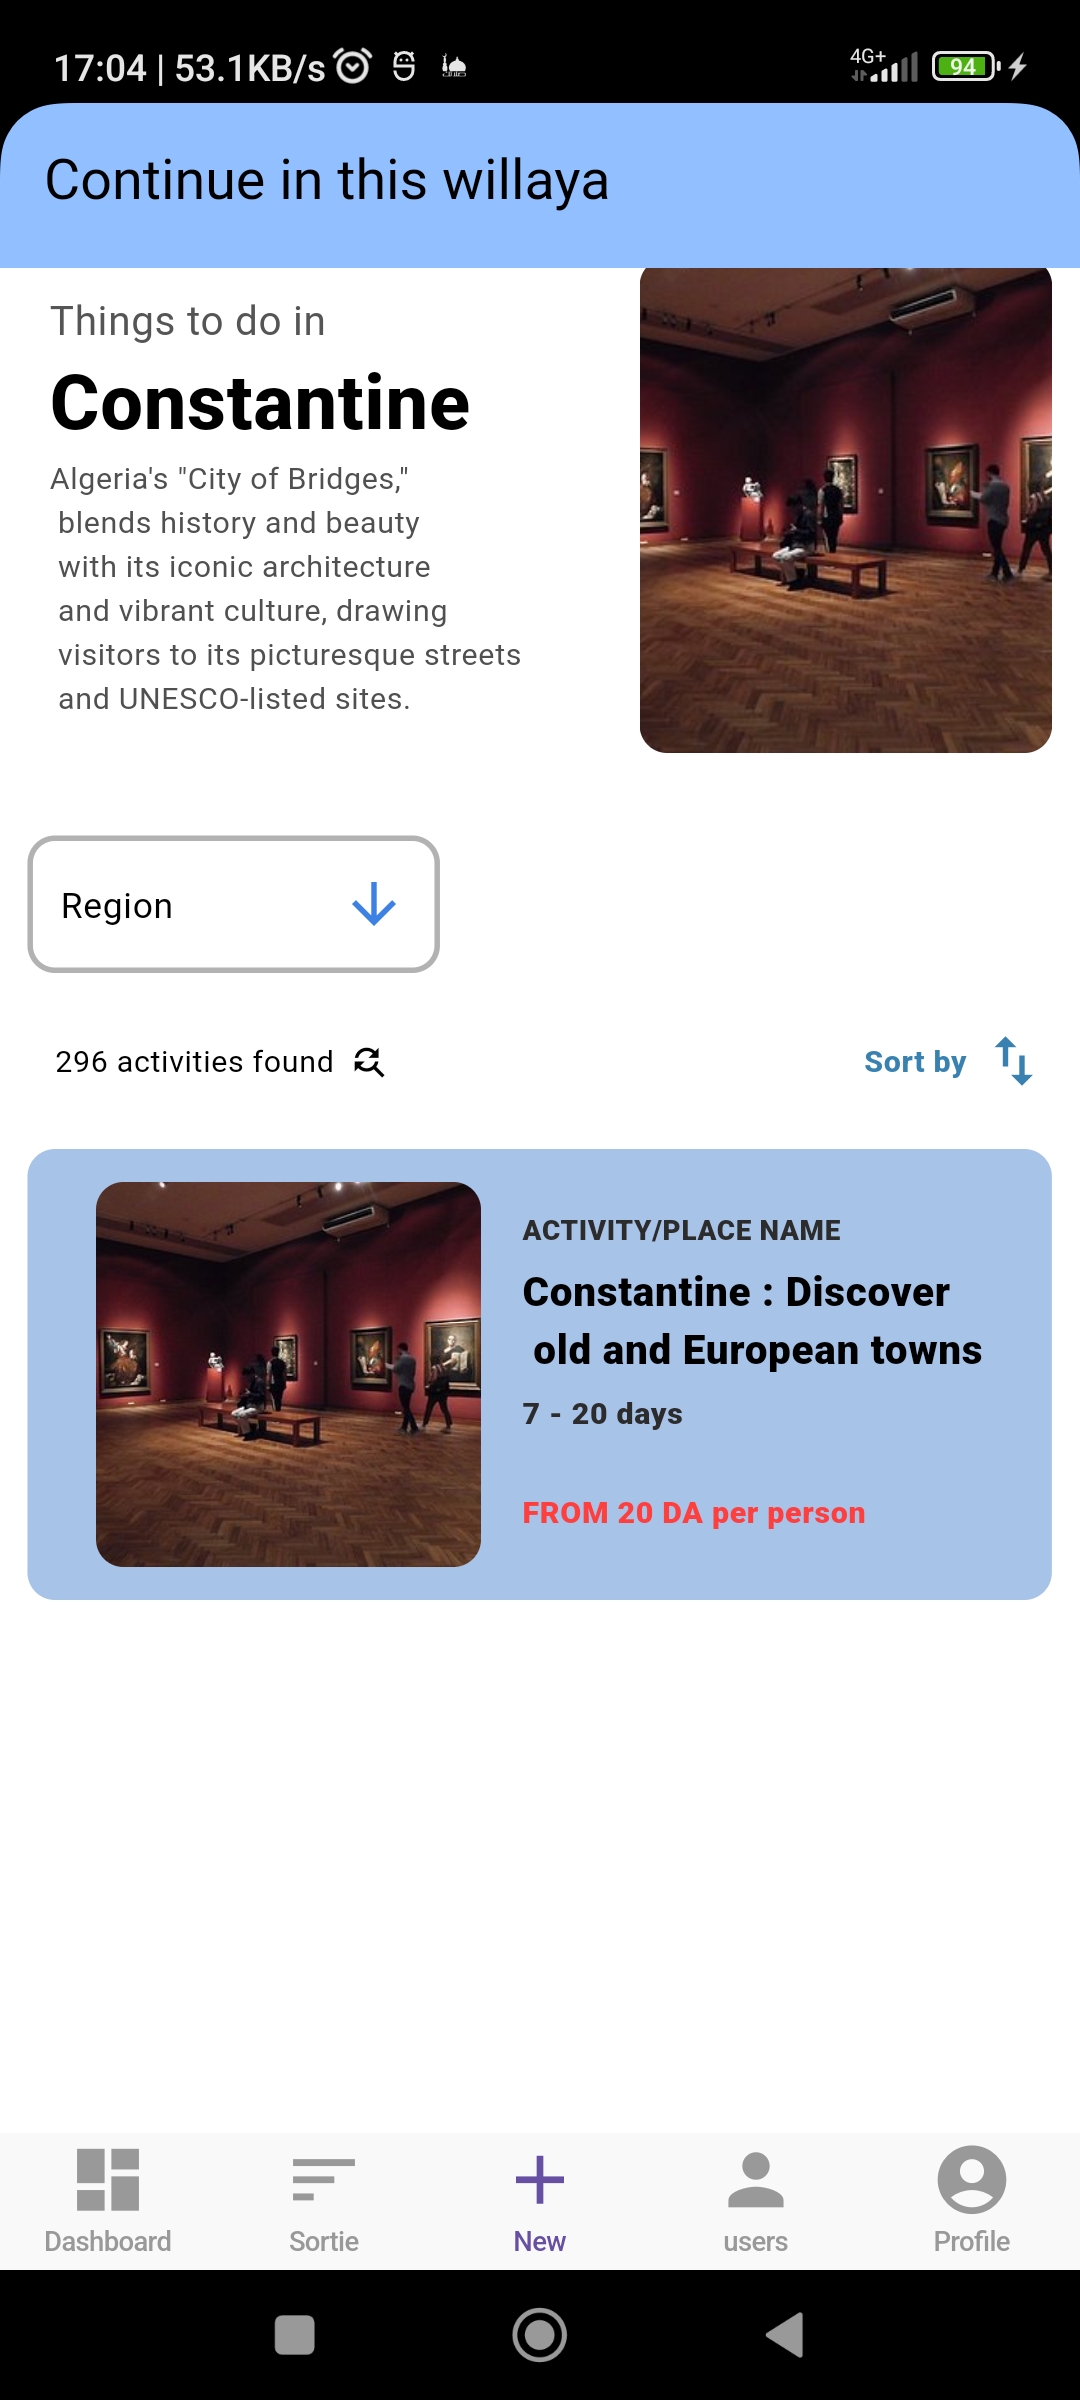 17:04 | 53.1KB/s
4G+
94
Continue in this willaya
Things to do in
Constantine
Algeria's "City of Bridges,"
blends history and beauty
with its iconic architecture
and vibrant culture, drawing
visitors to its picturesque streets
and UNESCO-listed sites.
Region
296 activities found
Sort by
ACTIVITY/PLACE NAME
Constantine : Discover
old and European towns
7 - 20 days
FROM 20 DA per person
Dashboard
Sortie
New
users
Profile